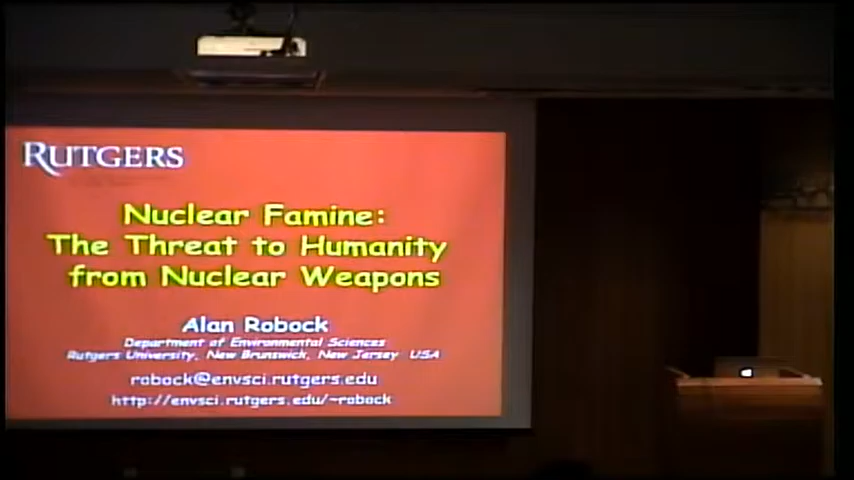 RUTGERS
Nuclear Famine:
The Threat to Humanity
from Nuclear Weapons
Alan Robock
Department of Environmental Sciences
Rutgers University, New Brunswick, New Jersey USA
robock@envsci.rutgers.edu
http://envsci.rutgers.edu/~robock